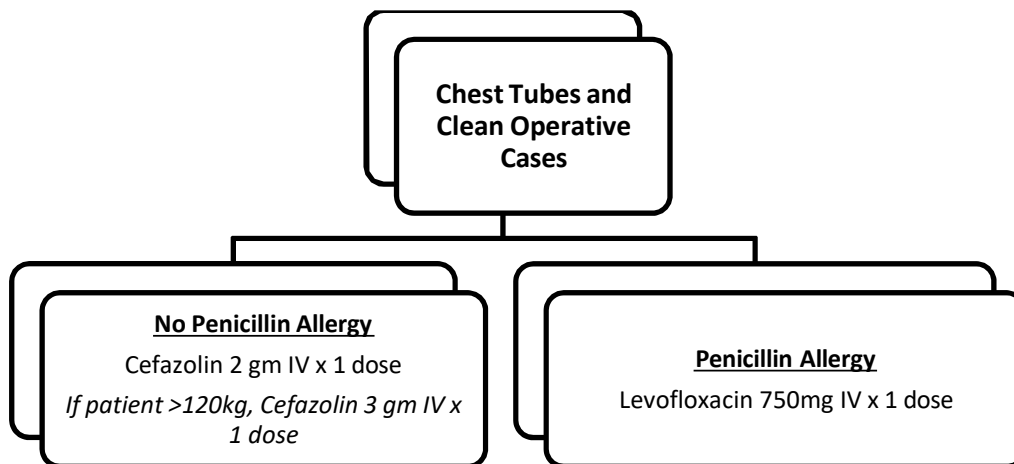 Chest Tubes and
Clean Operative
Cases
No Penicillin Allergy
Cefazolin 2 gm IV x 1 dose
If patient >120kg, Cefazolin 3 gm IV x
1 dose
Penicillin Allergy
Levofloxacin 750mg IV x 1 dose